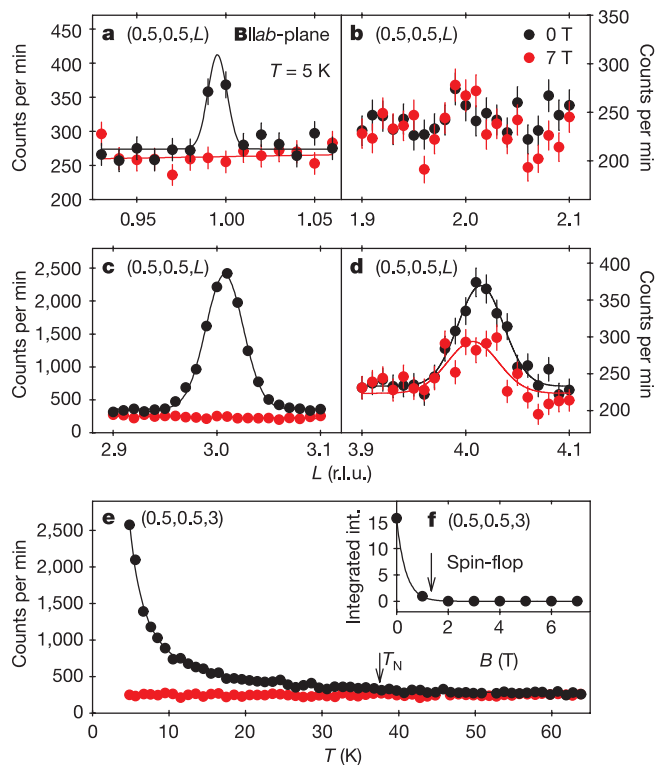 a (0.5,0.5,L) B||ab-plane
T = 5 K
b (0.5,0.5,L) 0 T
7 T
Counts per min
450
400
350
300
250
200
0.95 1.00 1.05
350
300
250
200
Counts per min
1.9 2.0 2.1
c (0.5,0.5,L)
d (0.5,0.5,L)
Counts per min
2,500
2,000
1,500
1,000
500
0
2.9 3.0 3.1
400
350
300
250
200
Counts per min
3.9 4.0 4.1
L (r.l.u.)
e (0.5,0.5,3)
Counts per min
2,500
2,000
1,500
1,000
500
0
TN
0 10 20 30 40 50 60
T (K)
f (0.5,0.5,3)
Integrated int.
15
10
5
0
Spin-flop
0 2 4 6
B (T)